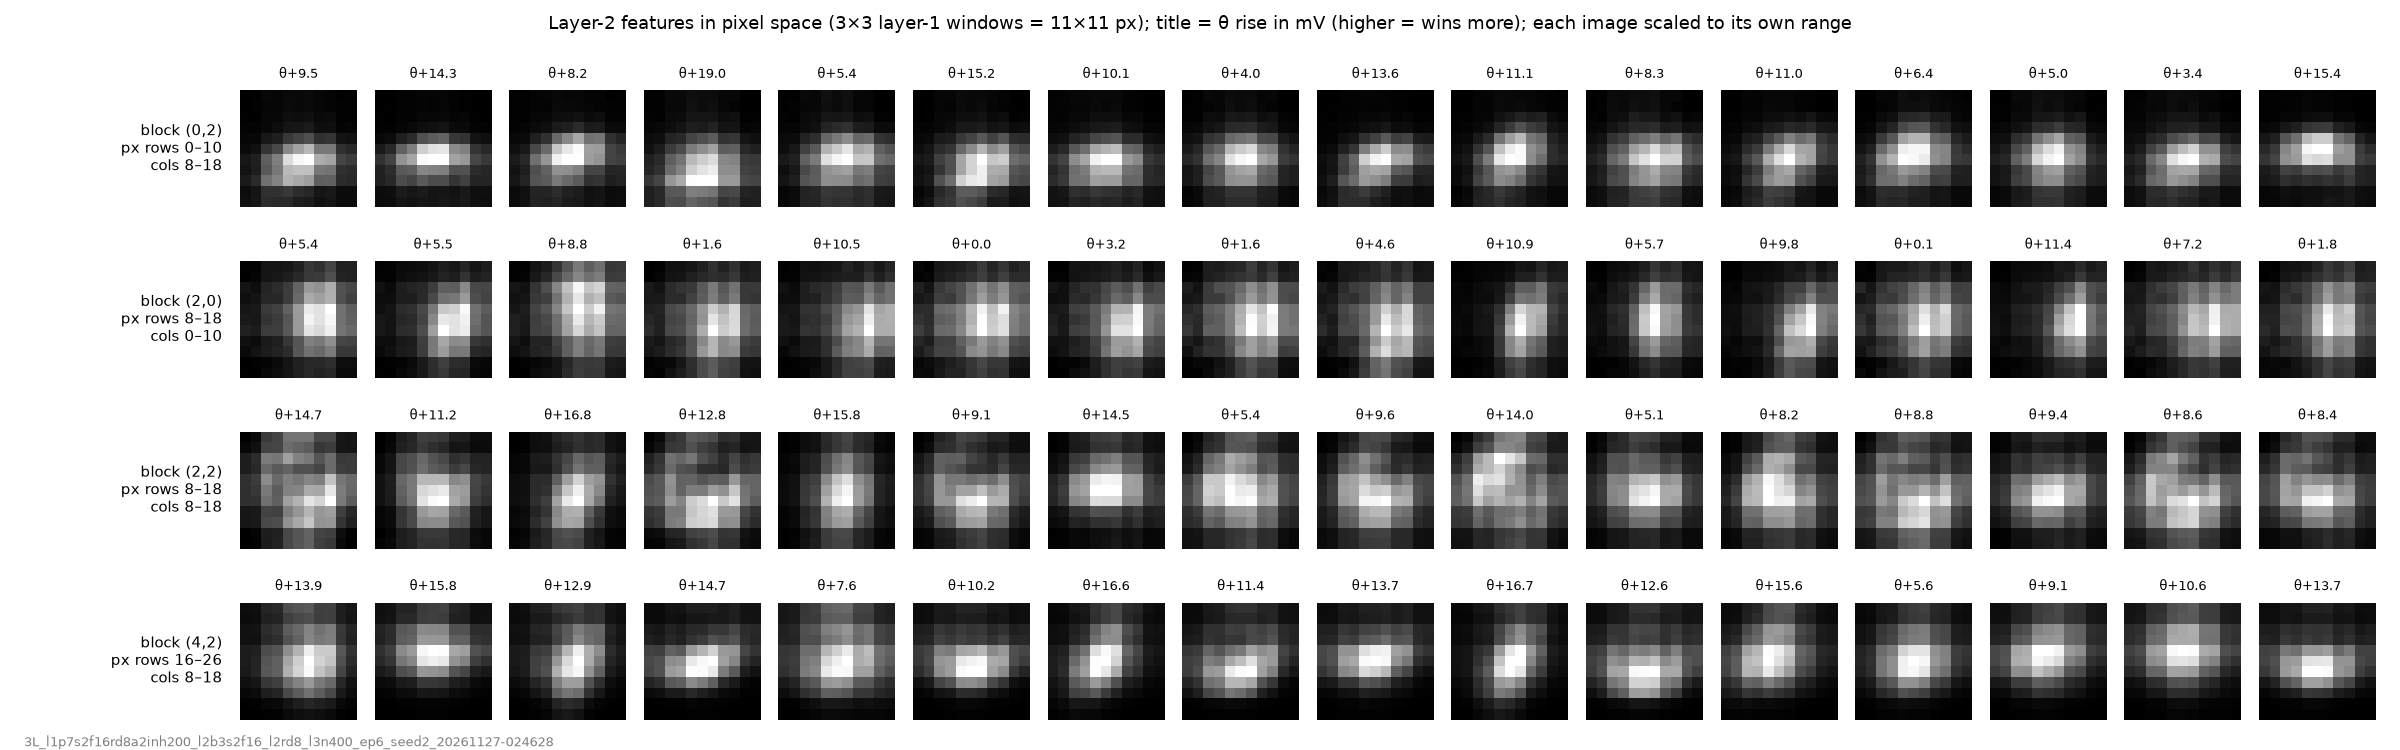 Layer-2 features in pixel space (3×3 layer-1 windows = 11×11 px); title = θ rise in mV (higher = wins more); each image scaled to its own range
θ+9.5 θ+14.3 θ+8.2 θ+19.0 θ+5.4 θ+15.2 θ+10.1 θ+4.0 θ+13.6 θ+11.1 θ+8.3 θ+11.0 θ+6.4 θ+5.0 θ+3.4 θ+15.4
block (0,2)
px rows 0–10
cols 8–18
θ+5.4 θ+5.5 θ+8.8 θ+1.6 θ+10.5 θ+0.0 θ+3.2 θ+1.6 θ+4.6 θ+10.9 θ+5.7 θ+9.8 θ+0.1 θ+11.4 θ+7.2 θ+1.8
block (2,0)
px rows 8–18
cols 0–10
θ+14.7 θ+11.2 θ+16.8 θ+12.8 θ+15.8 θ+9.1 θ+14.5 θ+5.4 θ+9.6 θ+14.0 θ+5.1 θ+8.2 θ+8.8 θ+9.4 θ+8.6 θ+8.4
block (2,2)
px rows 8–18
cols 8–18
θ+13.9 θ+15.8 θ+12.9 θ+14.7 θ+7.6 θ+10.2 θ+16.6 θ+11.4 θ+13.7 θ+16.7 θ+12.6 θ+15.6 θ+5.6 θ+9.1 θ+10.6 θ+13.7
block (4,2)
px rows 16–26
cols 8–18
3L_l1p7s2f16rd8a2inh200_l2b3s2f16_l2rd8_l3n400_ep6_seed2_20261127-024628